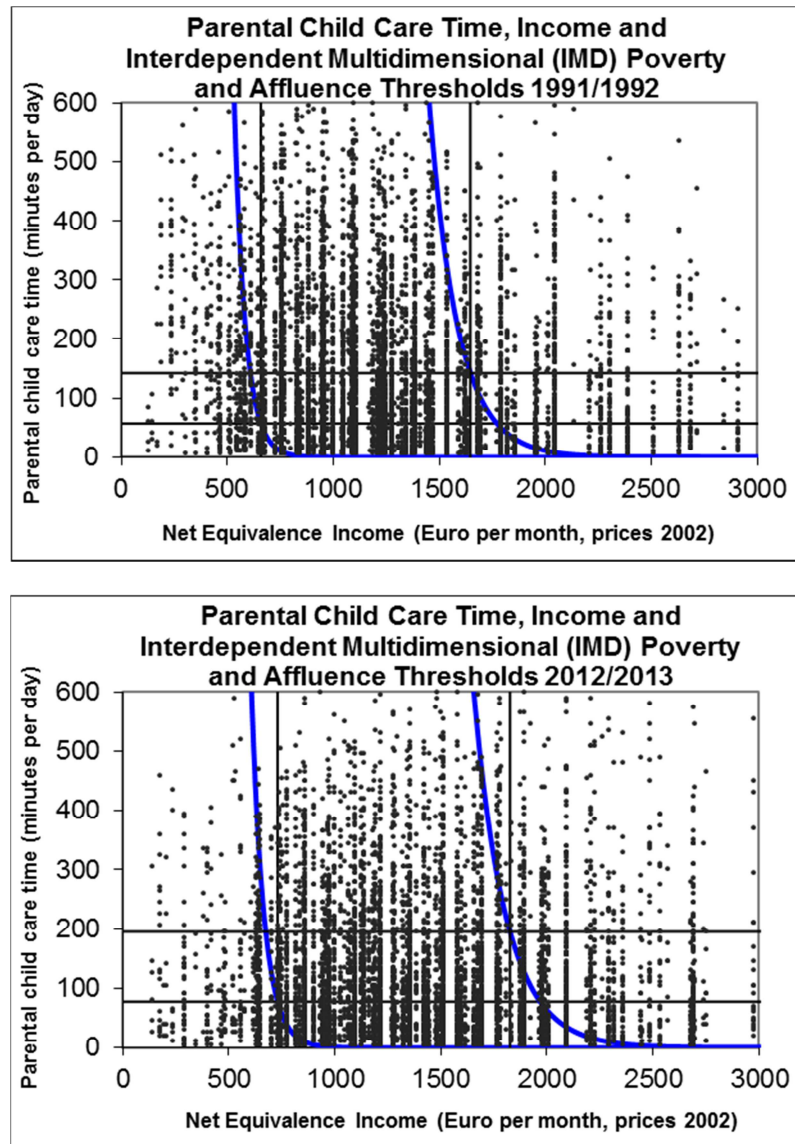 Parental Child Care Time, Income and
Interdependent Multidimensional (IMD) Poverty
and Affluence Thresholds 1991/1992
Parental child care time (minutes per day)
600
500
400
300
200
100
0
0 500 1000 1500 2000 2500 3000
Net Equivalence Income (Euro per month, prices 2002)
Parental Child Care Time, Income and
Interdependent Multidimensional (IMD) Poverty
and Affluence Thresholds 2012/2013
Parental child care time (minutes per day)
600
500
400
300
200
100
0
0 500 1000 1500 2000 2500 3000
Net Equivalence Income (Euro per month, prices 2002)